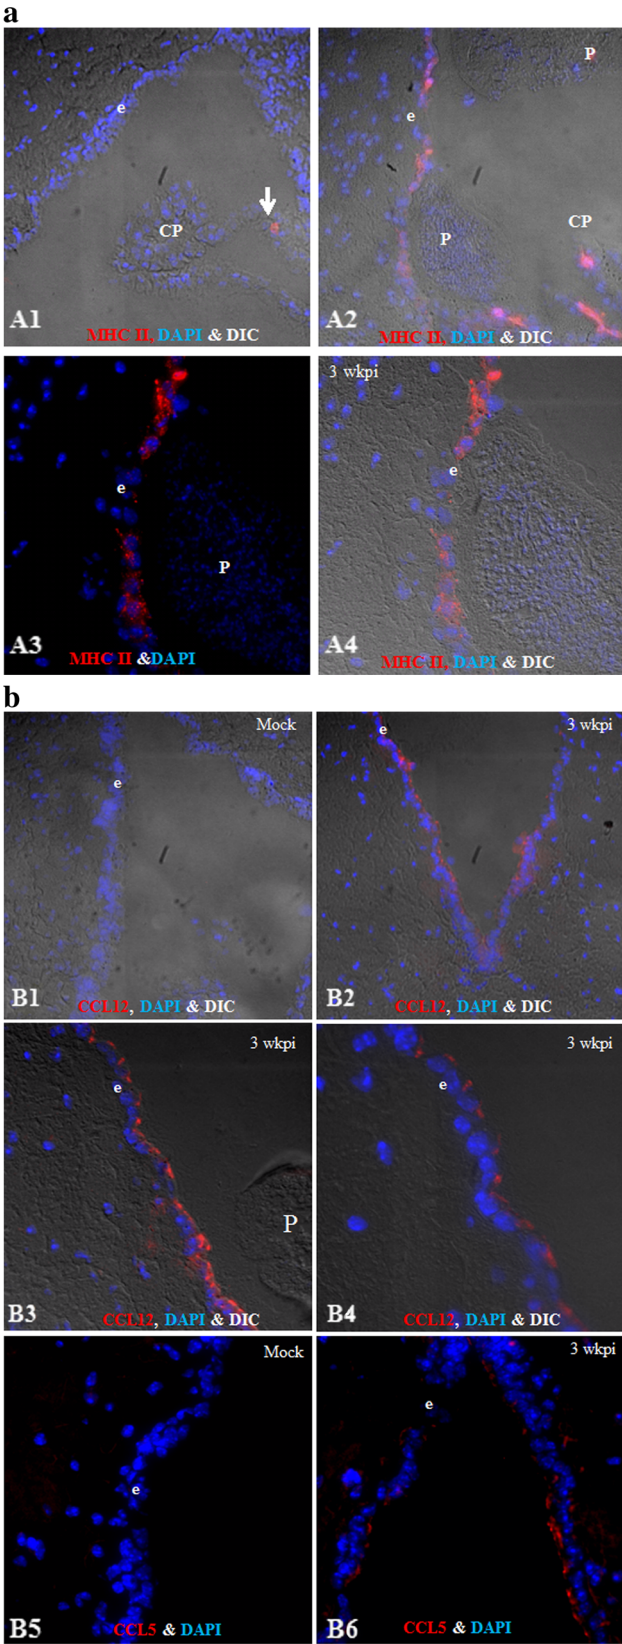 a
e
CP
A1
MHC II, DAPI & DIC
P
e
P
CP
A2
MHC II, DAPI & DIC
e
P
A3
MHC II &DAPI
3 wkpi
e
A4
MHC II, DAPI & DIC
b
Mock
e
B1
CCL12, DAPI & DIC
3 wkpi
e
B2
CCL12, DAPI & DIC
3 wkpi
e
P
B3
CCL12, DAPI & DIC
3 wkpi
e
B4
CCL12, DAPI & DIC
Mock
e
B5
CCL5 & DAPI
3 wkpi
e
B6
CCL5 & DAPI